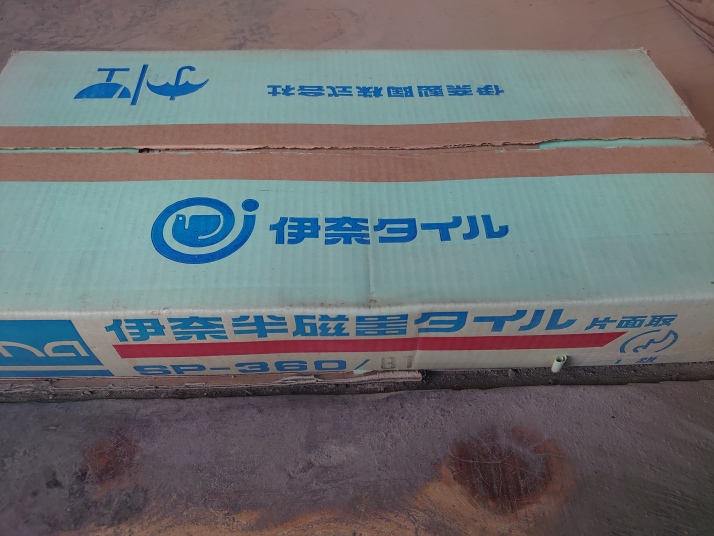 伊奈製陶株式会社
伊奈タイル
伊奈半磁器タイル 片面取
SP-360/B1